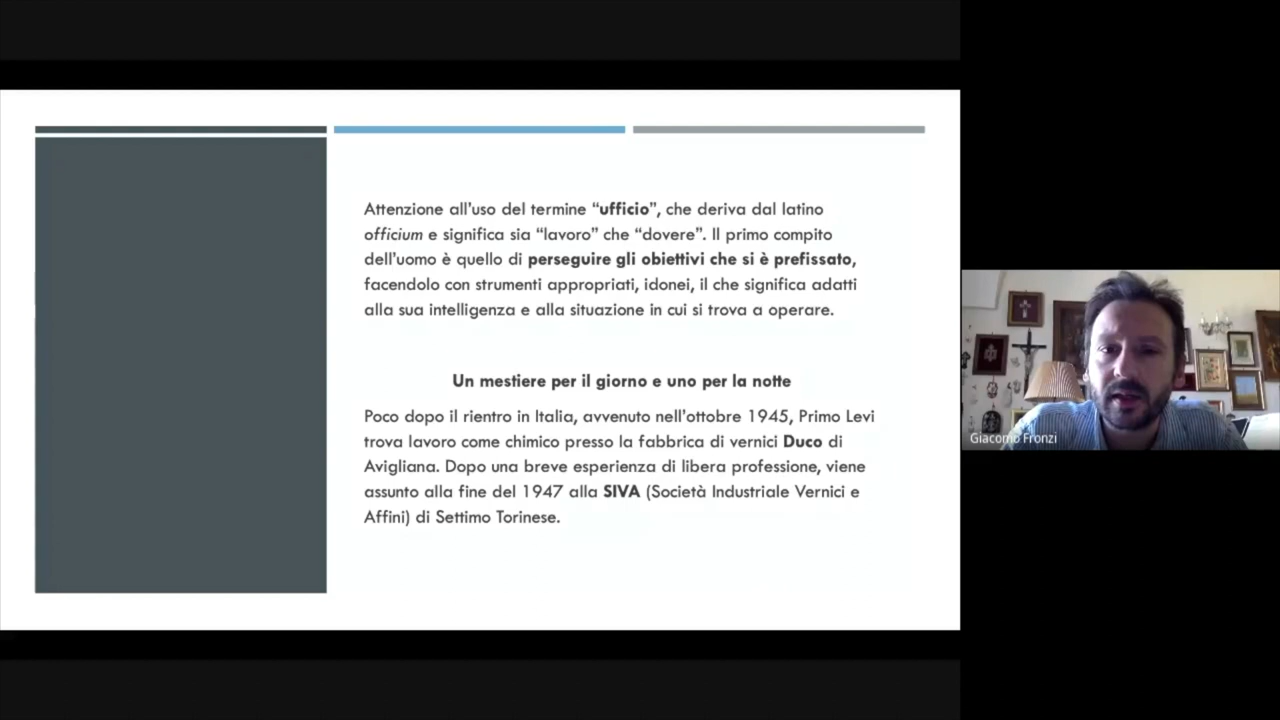 Attenzione all'uso del termine “ufficio”, che deriva dal latino
officium e significa sia “lavoro” che “dovere”. Il primo compito
dell'uomo è quello di perseguire gli obiettivi che si è prefissato,
facendolo con strumenti appropriati, idonei, il che significa adatti
alla sua intelligenza e alla situazione in cui si trova a operare.
Un mestiere per il giorno e uno per la notte
Poco dopo il rientro in Italia, avvenuto nell'ottobre 1945, Primo Levi
trova lavoro come chimico presso la fabbrica di vernici Duco di
Avigliana. Dopo una breve esperienza di libera professione, viene
assunto alla fine del 1947 alla SIVA (Società Industriale Vernici e
Affini) di Settimo Torinese.
Giacomo Fronzi